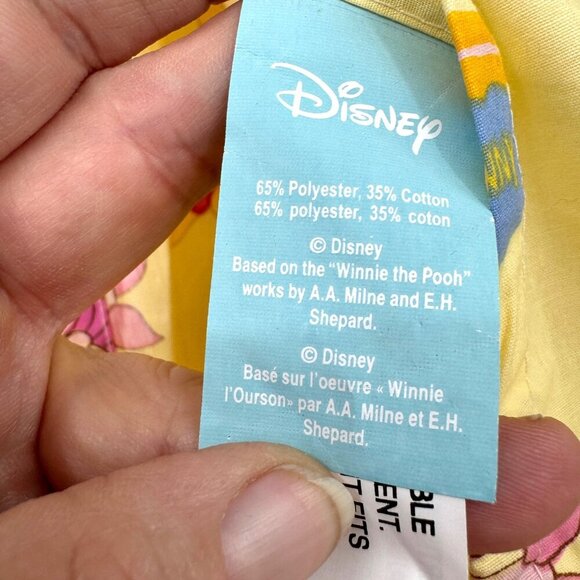 Disney
65% Polyester, 35% Cotton
65% polyester, 35% coton
© Disney
Based on the "Winnie the Pooh"
works by A.A. Milne and E.H.
Shepard.
© Disney
Basé sur l'oeuvre « Winnie
l'Ourson» par A.A. Milne et E.H.
Shepard.